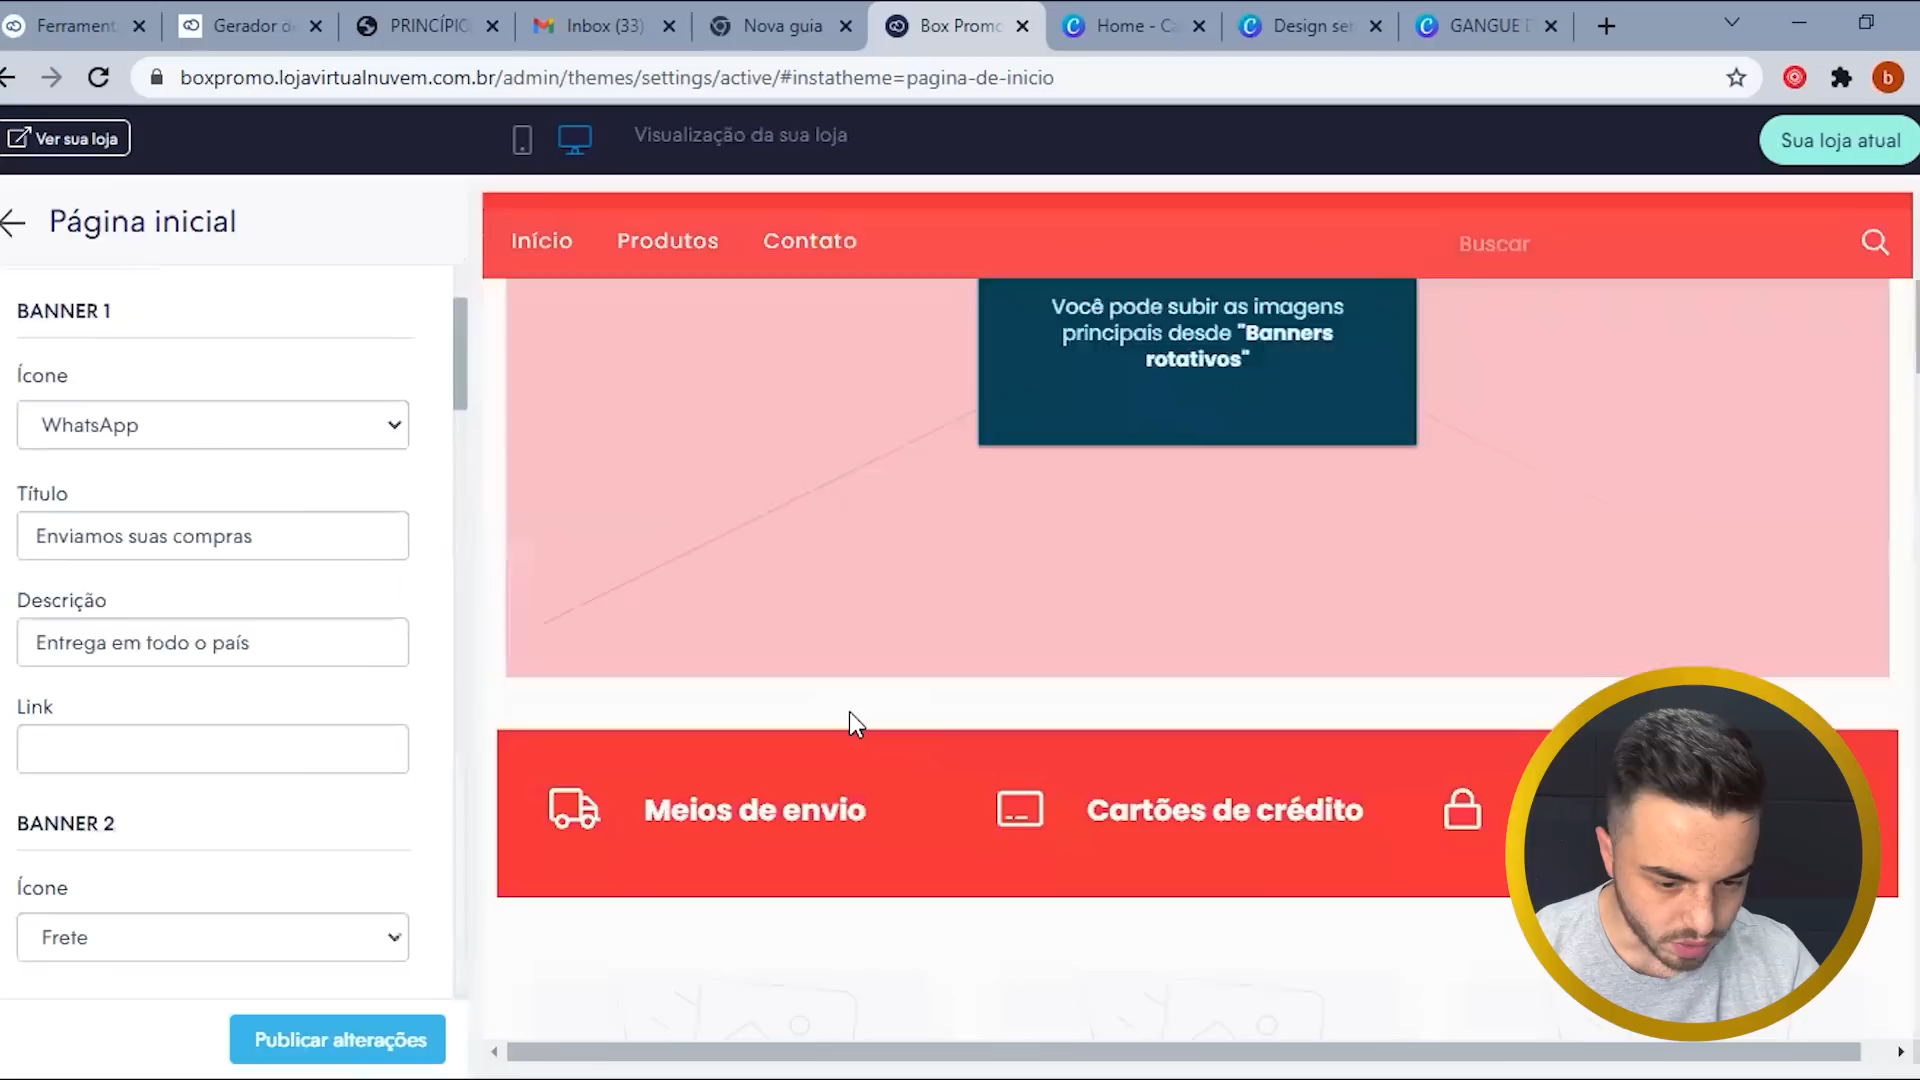 Ferrament
Gerador d
PRINCÍPIO
Inbox (33)
Nova guia
Box Promo
Home - Ca
Design ser
GANGUE D
boxpromo.lojavirtualnuvem.com.br/admin/themes/settings/active/#instatheme=pagina-de-inicio
b
Ver sua loja
Visualização da sua loja
Sua loja atual
Página inicial
BANNER 1
Ícone
WhatsApp
Título
Enviamos suas compras
Descrição
Entrega em todo o país
Link
BANNER 2
Ícone
Frete
Publicar alterações
Início
Produtos
Contato
Buscar
Você pode subir as imagens
principais desde "Banners
rotativos"
Meios de envio
Cartões de crédito